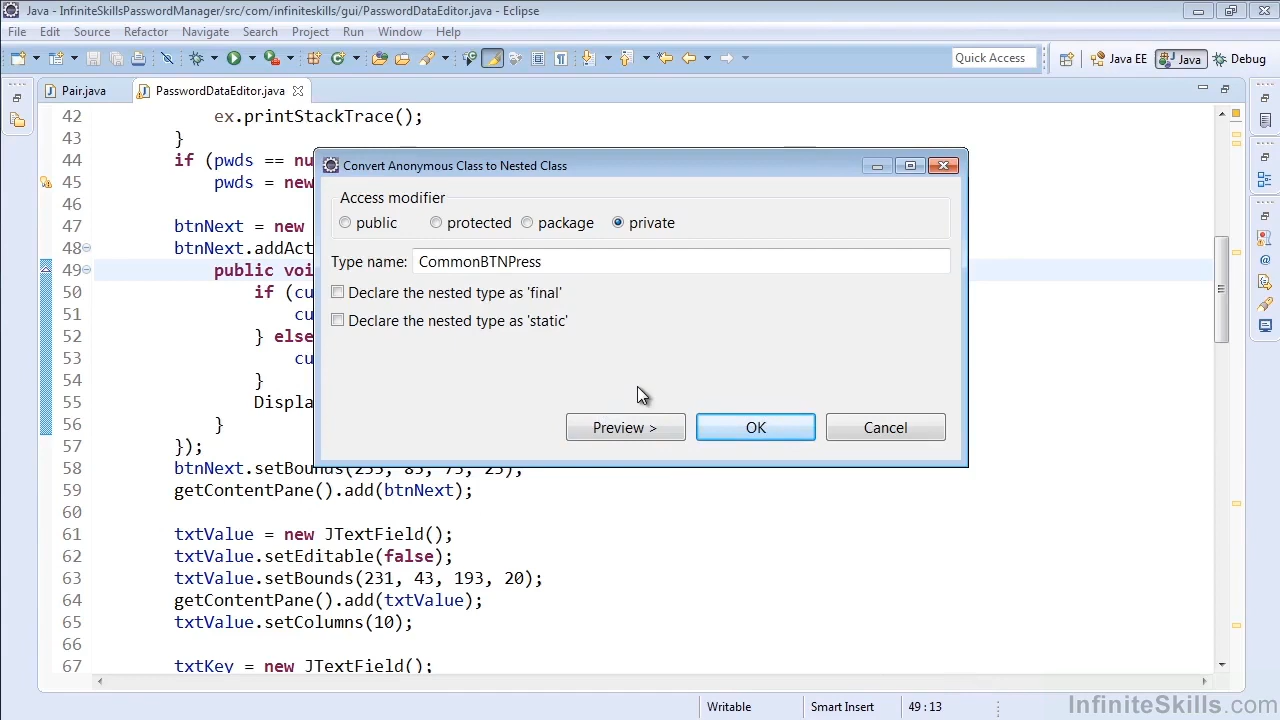 Java - InfiniteSkillsPasswordManager/src/com/infiniteskills/gui/PasswordDataEditor.java - Eclipse
File Edit Source Refactor Navigate Search Project Run Window Help
Quick Access Java EE Java Debug
Pair.java PasswordDataEditor.java
42 ex.printStackTrace();
43 }
44 if (pwds == nu
45 pwds = new
46
47 btnNext = new
48 btnNext.addAct
49 public voi
50 if (cu
51 cu
52 } else
53 cu
54 }
55 Displa
56 }
57 });
58 btnNext.setBounds(235, 85, 75, 25);
59 getContentPane().add(btnNext);
60
61 txtValue = new JTextField();
62 txtValue.setEditable(false);
63 txtValue.setBounds(231, 43, 193, 20);
64 getContentPane().add(txtValue);
65 txtValue.setColumns(10);
66
67 txtKey = new JTextField();
Convert Anonymous Class to Nested Class
Access modifier
public protected package private
Type name: CommonBTNPress
Declare the nested type as 'final'
Declare the nested type as 'static'
Preview > OK Cancel
Writable Smart Insert 49 : 13
InfiniteSkills.com